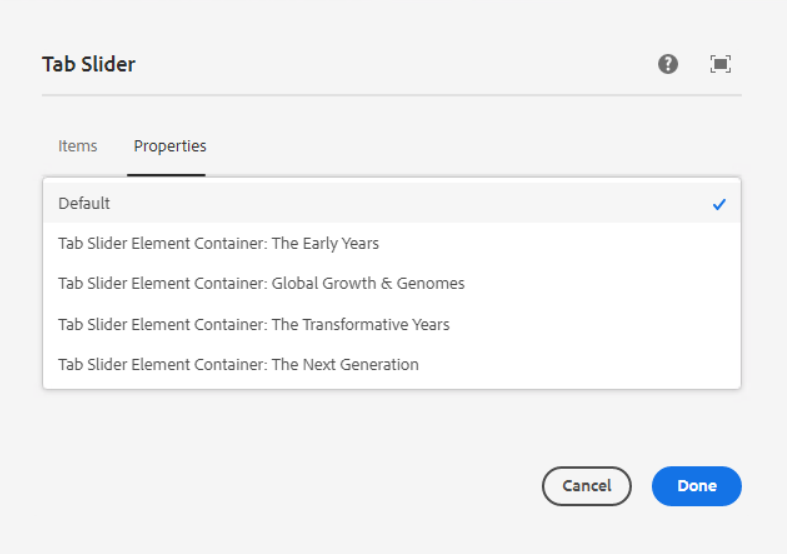 Tab Slider
Items
Properties
Default
Tab Slider Element Container: The Early Years
Tab Slider Element Container: Global Growth & Genomes
Tab Slider Element Container: The Transformative Years
Tab Slider Element Container: The Next Generation
Cancel
Done